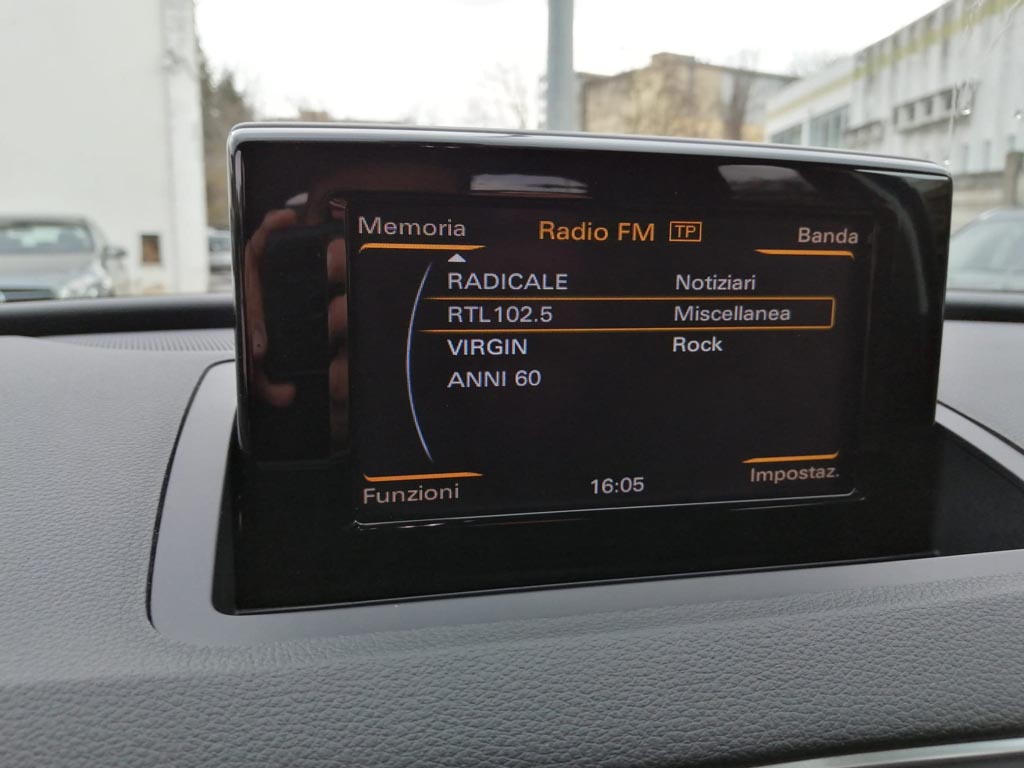 Memoria Radio FM TP Banda
RADICALE Notiziari
RTL102.5 Miscellanea
VIRGIN Rock
ANNI 60
Funzioni 16:05 Impostaz.